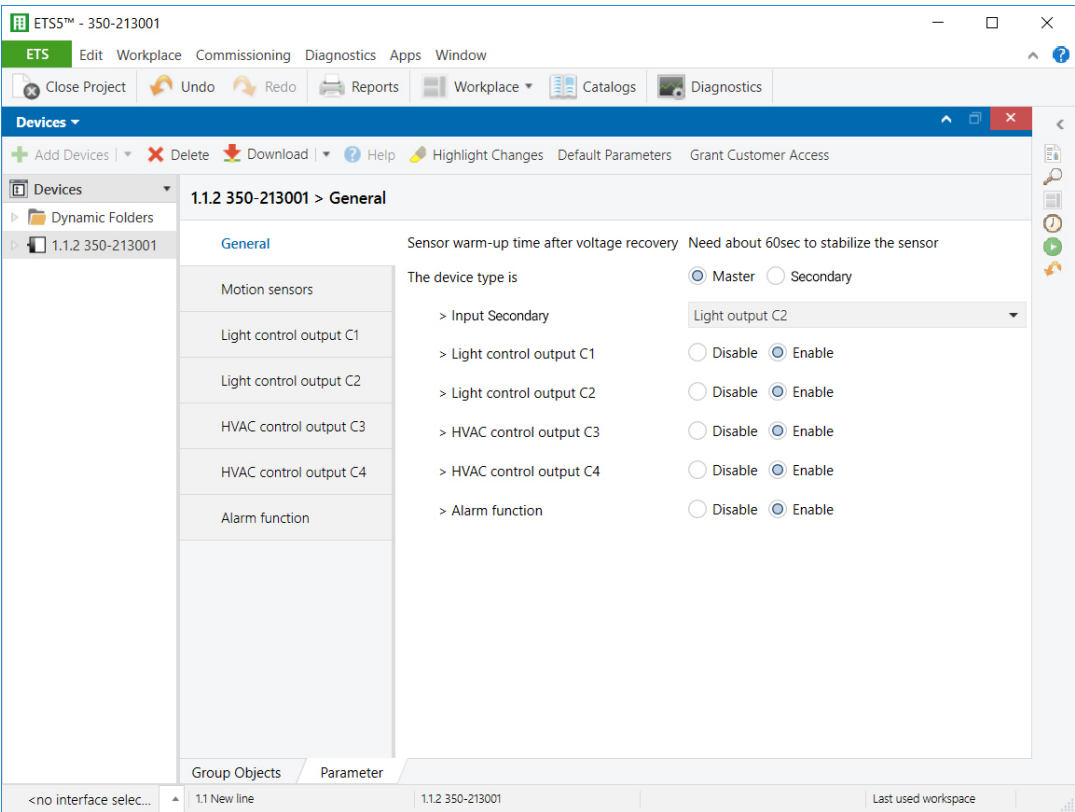 ETS5™ - 350-213001
ETS Edit Workplace Commissioning Diagnostics Apps Window
Close Project Undo Redo Reports Workplace Catalogs Diagnostics
Devices
Add Devices Delete Download Help Highlight Changes Default Parameters Grant Customer Access
Devices
Dynamic Folders
1.1.2 350-213001
1.1.2 350-213001 > General
General
Motion sensors
Light control output C1
Light control output C2
HVAC control output C3
HVAC control output C4
Alarm function
Sensor warm-up time after voltage recovery Need about 60sec to stabilize the sensor
The device type is Master Secondary
> Input Secondary Light output C2
> Light control output C1 Disable Enable
> Light control output C2 Disable Enable
> HVAC control output C3 Disable Enable
> HVAC control output C4 Disable Enable
> Alarm function Disable Enable
Group Objects Parameter
<no interface selec... 1.1 New line 1.1.2 350-213001 Last used workspace